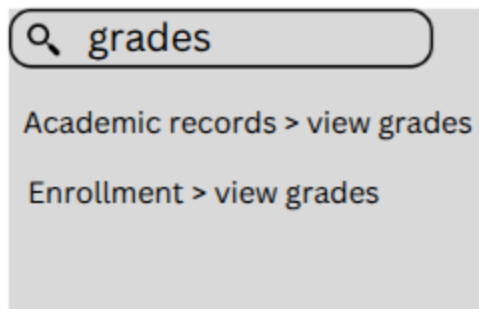 grades
Academic records > view grades
Enrollment > view grades